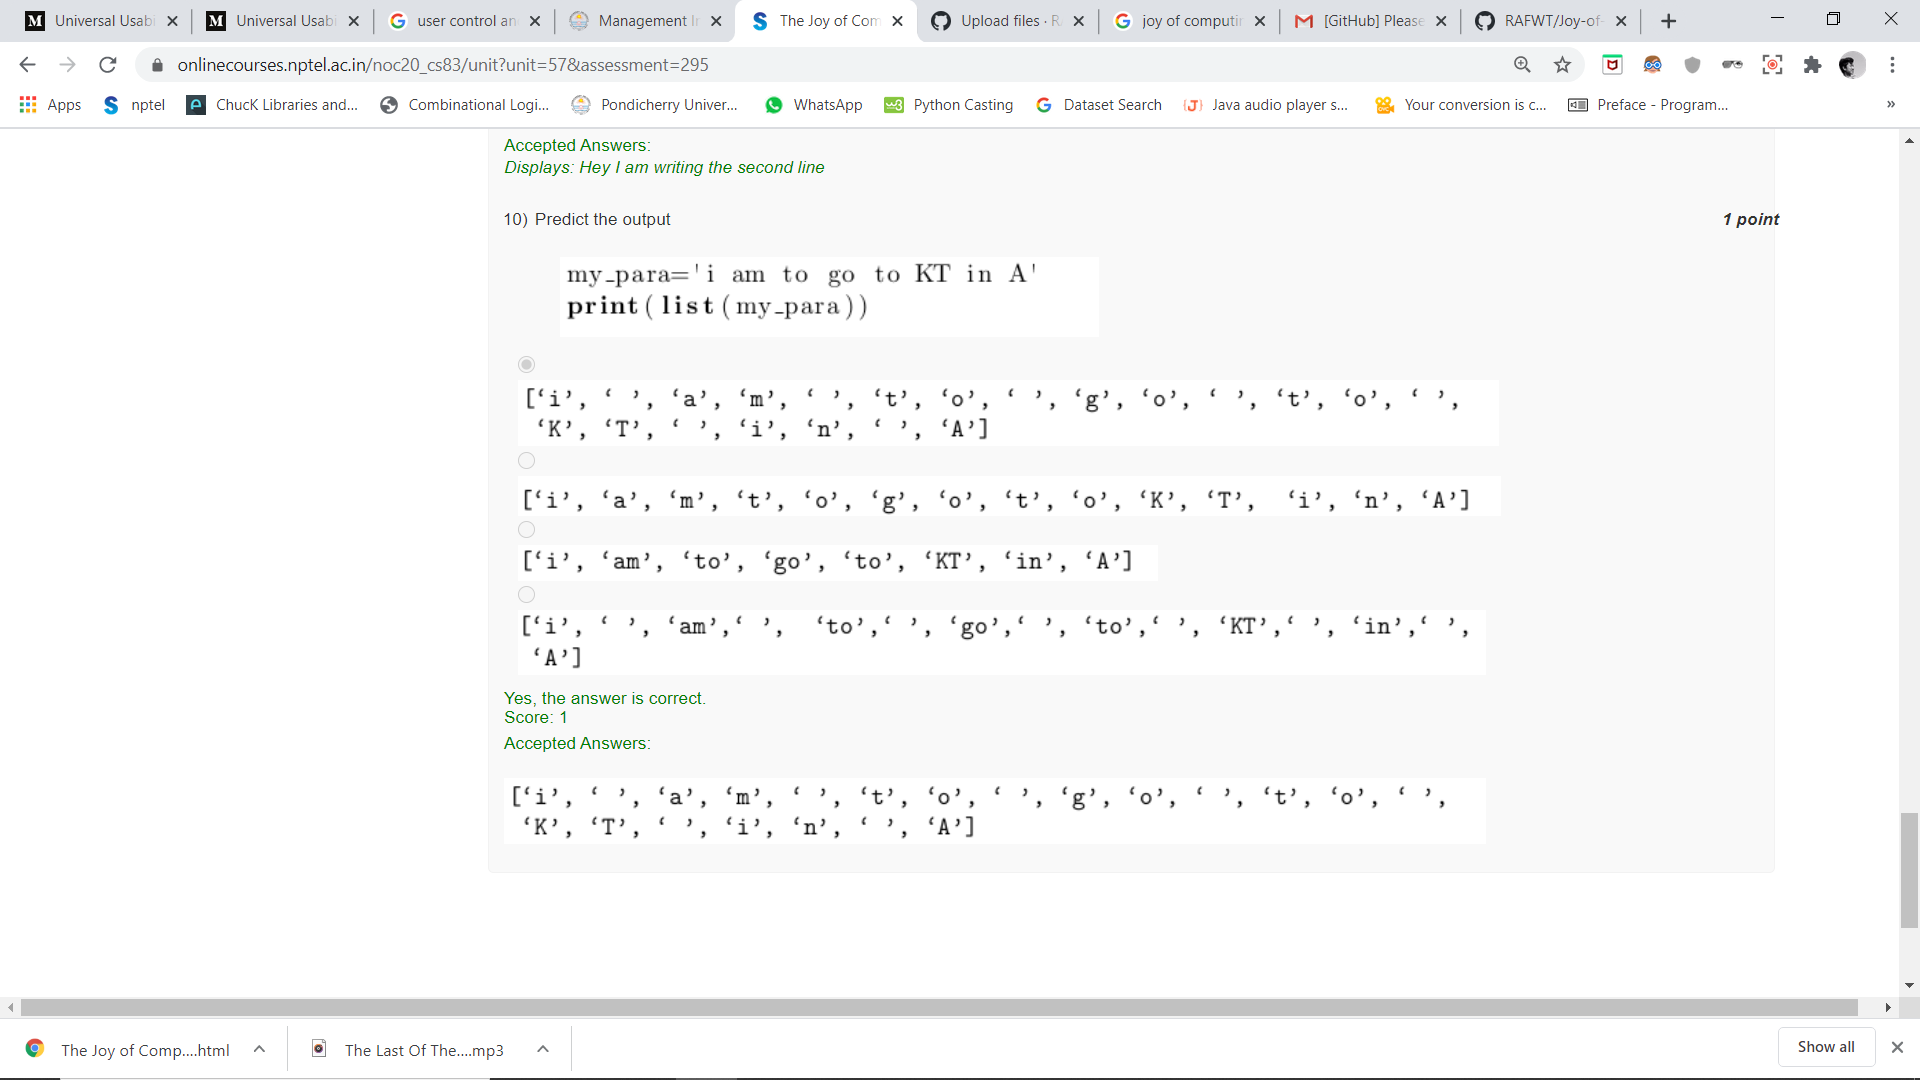 Universal Usabi
Universal Usabi
user control an
Management I
The Joy of Com
Upload files · R
joy of computin
[GitHub] Please
RAFWT/Joy-of-
onlinecourses.nptel.ac.in/noc20_cs83/unit?unit=57&assessment=295
Apps
nptel
ChucK Libraries and...
Combinational Logi...
Pondicherry Univer...
WhatsApp
Python Casting
Dataset Search
Java audio player s...
Your conversion is c...
Preface - Program...
»
Accepted Answers:
Displays: Hey I am writing the second line
10) Predict the output
1 point
my_para='i am to go to KT in A'
print(list(my_para))
[‘i’, ‘ ’, ‘a’, ‘m’, ‘ ’, ‘t’, ‘o’, ‘ ’, ‘g’, ‘o’, ‘ ’, ‘t’, ‘o’, ‘ ’,
‘K’, ‘T’, ‘ ’, ‘i’, ‘n’, ‘ ’, ‘A’]
[‘i’, ‘a’, ‘m’, ‘t’, ‘o’, ‘g’, ‘o’, ‘t’, ‘o’, ‘K’, ‘T’, ‘i’, ‘n’, ‘A’]
[‘i’, ‘am’, ‘to’, ‘go’, ‘to’, ‘KT’, ‘in’, ‘A’]
[‘i’, ‘ ’, ‘am’,‘ ’, ‘to’,‘ ’, ‘go’,‘ ’, ‘to’,‘ ’, ‘KT’,‘ ’, ‘in’,‘ ’,
‘A’]
Yes, the answer is correct.
Score: 1
Accepted Answers:
[‘i’, ‘ ’, ‘a’, ‘m’, ‘ ’, ‘t’, ‘o’, ‘ ’, ‘g’, ‘o’, ‘ ’, ‘t’, ‘o’, ‘ ’,
‘K’, ‘T’, ‘ ’, ‘i’, ‘n’, ‘ ’, ‘A’]
The Joy of Comp....html
The Last Of The....mp3
Show all